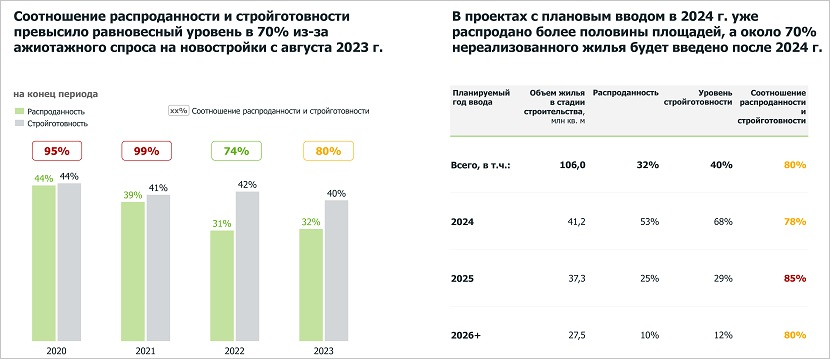 Соотношение распроданности и стройготовности
превысило равновесный уровень в 70% из-за
ажиотажного спроса на новостройки с августа 2023 г.
на конец периода
Распроданность
Стройготовность
xx% Соотношение распроданности и стройготовности
95% 99% 74% 80%
44% 44% 39% 41% 31% 42% 32% 40%
2020 2021 2022 2023
В проектах с плановым вводом в 2024 г. уже
распродано более половины площадей, а около 70%
нереализованного жилья будет введено после 2024 г.
Планируемый
год ввода
Объем жилья
в стадии
строительства,
млн кв. м
Распроданность
Уровень
стройготовности
Соотношение
распроданности
и
стройготовности
Всего, в т.ч.: 106,0 32% 40% 80%
2024 41,2 53% 68% 78%
2025 37,3 25% 29% 85%
2026+ 27,5 10% 12% 80%